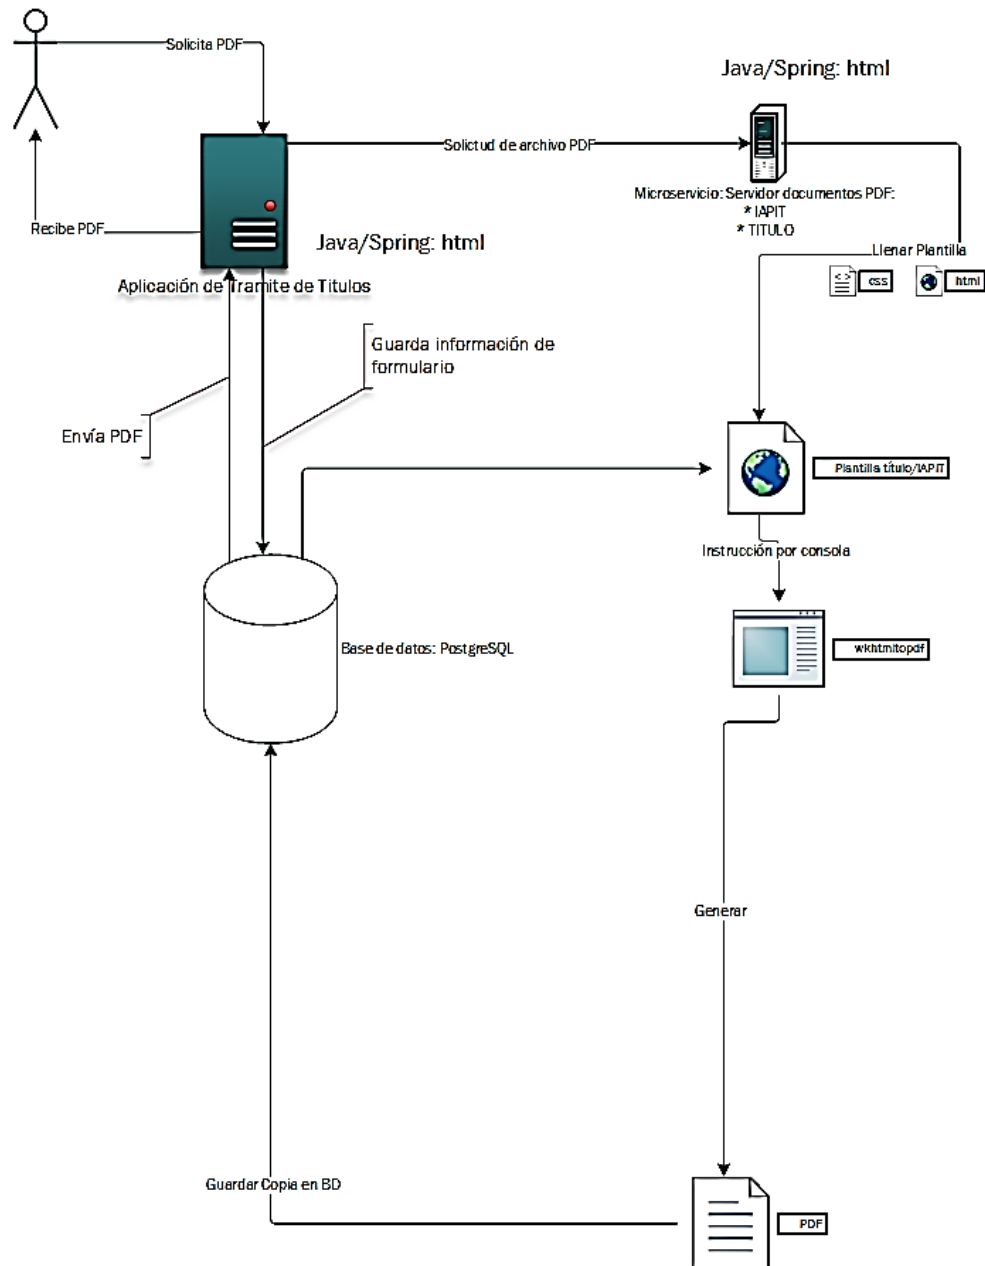 Solicita PDF
Java/Spring: html
Solictud de archivo PDF
Microservicio: Servidor documentos PDF:
* IAPIT
* TITULO
Recibe PDF
Java/Spring: html
Llenar Plantilla
css
html
Aplicación de Tramite de Titulos
Guarda información de
formulario
Envía PDF
Plantilla título/IAPIT
Instrucción por consola
Base de datos: PostgreSQL
wkhtmltopdf
Generar
Guardar Copia en BD
PDF